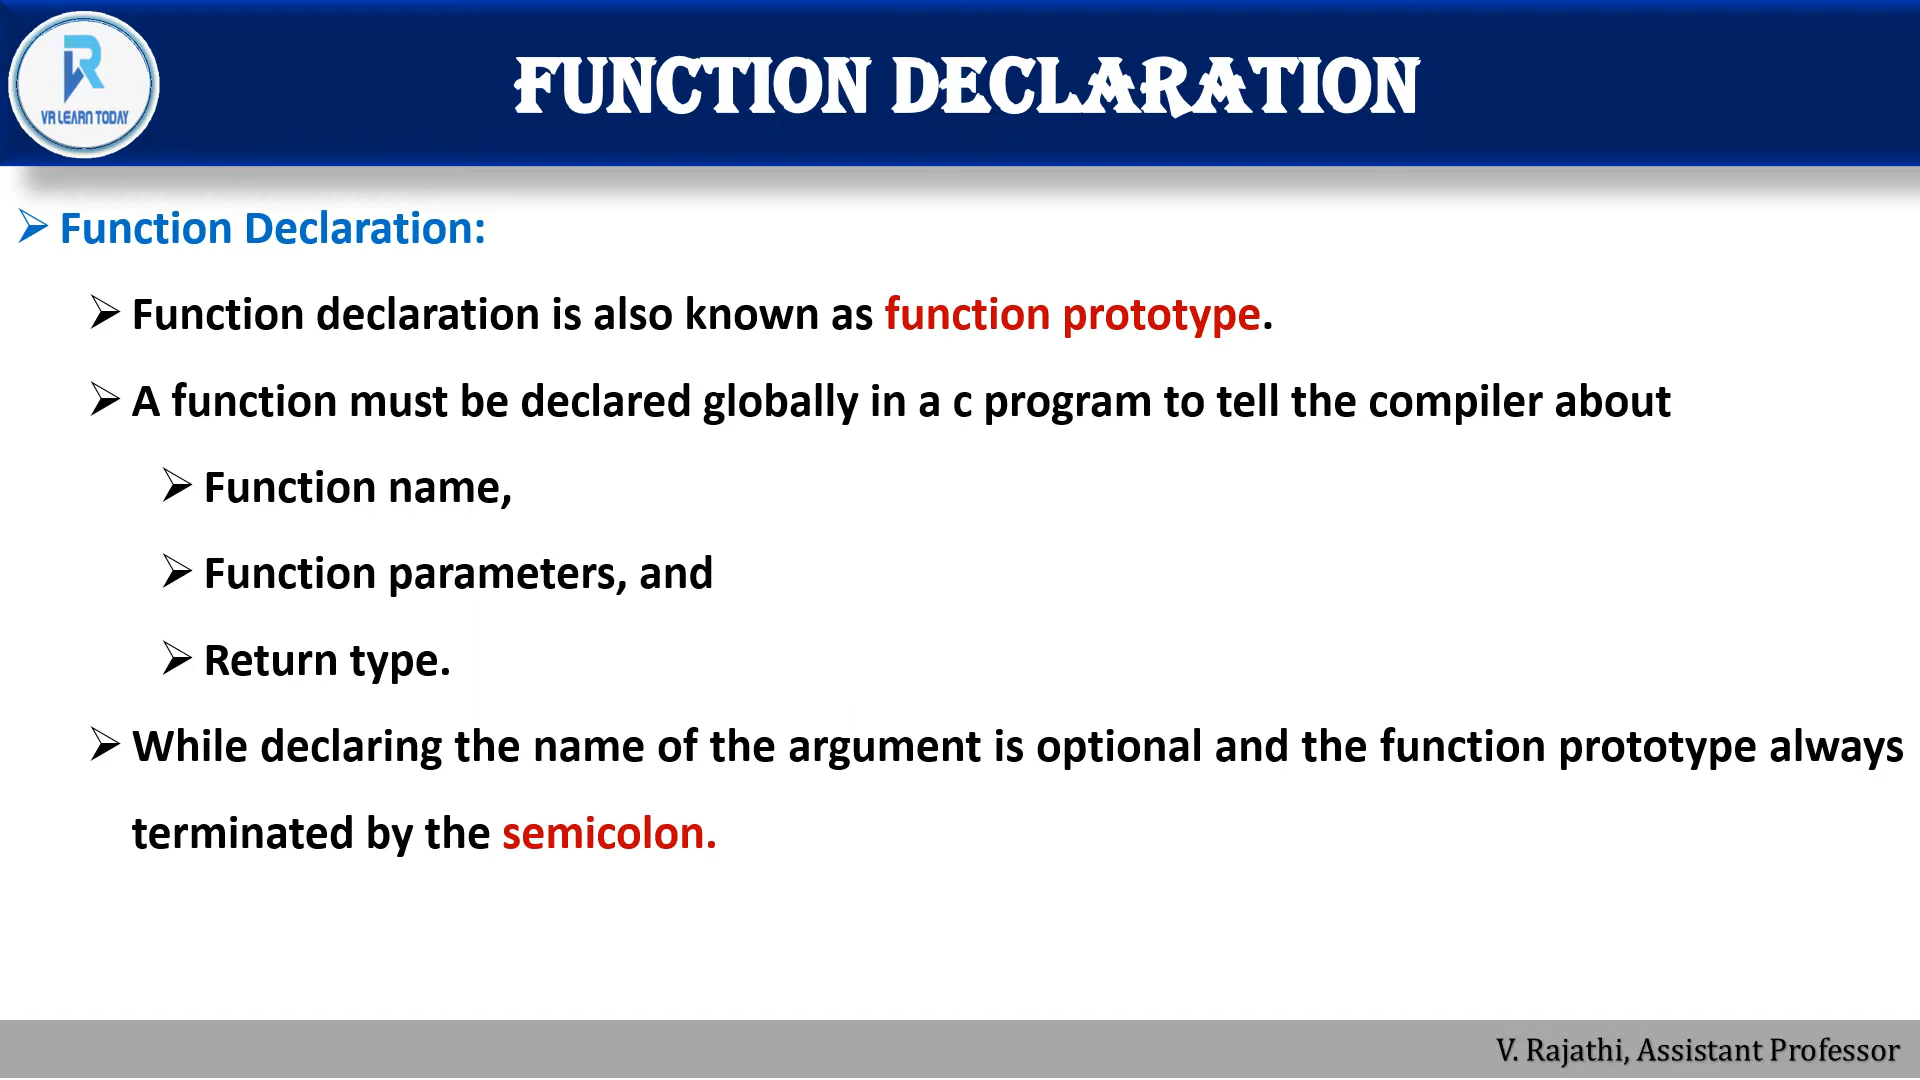 VR LEARN TODAY
FUNCTION DECLARATION
Function Declaration:
Function declaration is also known as function prototype.
A function must be declared globally in a c program to tell the compiler about
Function name,
Function parameters, and
Return type.
While declaring the name of the argument is optional and the function prototype always
terminated by the semicolon.
V. Rajathi, Assistant Professor